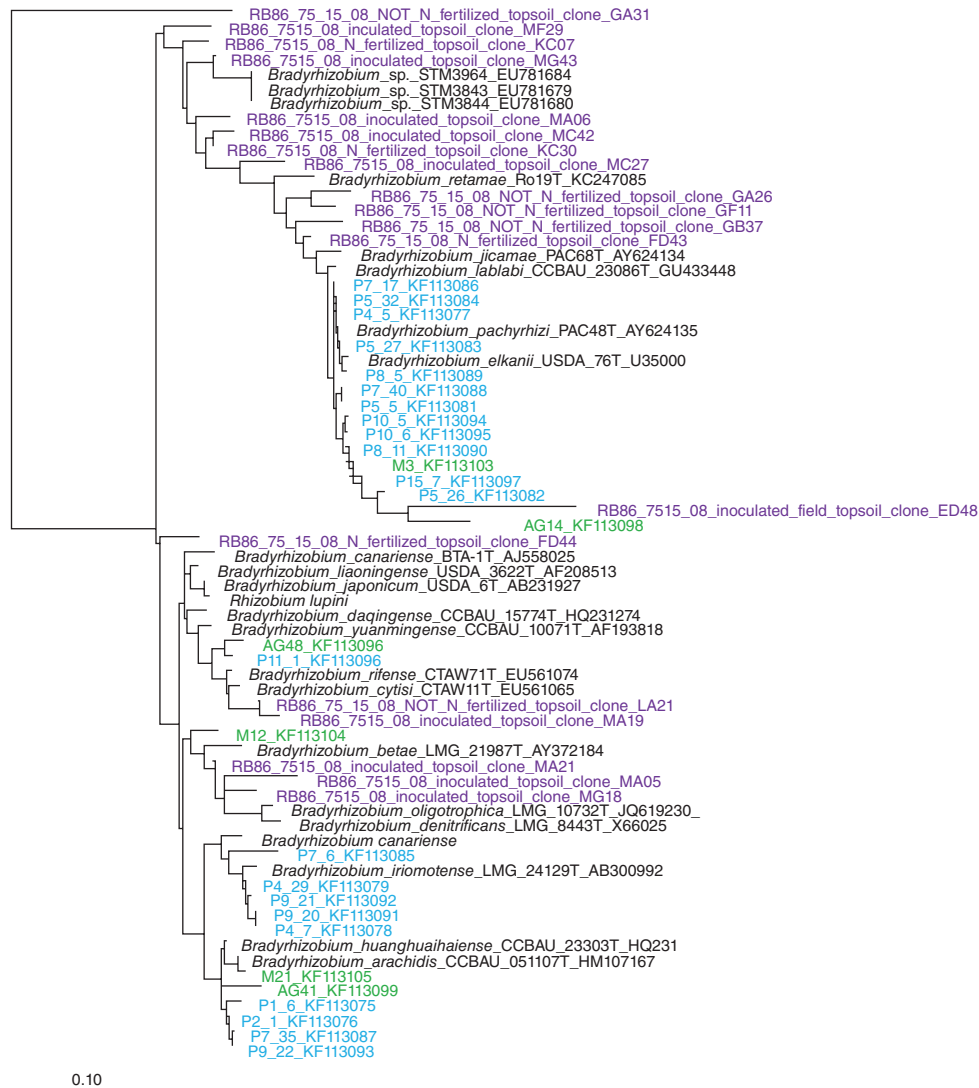 RB86_75_15_08_NOT_N_fertilized_topsoil_clone_GA31
RB86_7515_08_inculated_topsoil_clone_MF29
RB86_7515_08_N_fertilized_topsoil_clone_KC07
RB86_7515_08_inoculated_topsoil_clone_MG43
Bradyrhizobium_sp._STM3964_EU781684
Bradyrhizobium_sp._STM3843_EU781679
Bradyrhizobium_sp._STM3844_EU781680
RB86_7515_08_inoculated_topsoil_clone_MA06
RB86_7515_08_inoculated_topsoil_clone_MC42
RB86_7515_08_N_fertilized_topsoil_clone_KC30
RB86_7515_08_inoculated_topsoil_clone_MC27
Bradyrhizobium_retamae_Ro19T_KC247085
RB86_75_15_08_NOT_N_fertilized_topsoil_clone_GA26
RB86_75_15_08_NOT_N_fertilized_topsoil_clone_GF11
RB86_75_15_08_NOT_N_fertilized_topsoil_clone_GB37
RB86_75_15_08_N_fertilized_topsoil_clone_FD43
Bradyrhizobium_jicamae_PAC68T_AY624134
Bradyrhizobium_lablabi_CCBAU_23086T_GU433448
P7_17_KF113086
P5_32_KF113084
P4_5_KF113077
Bradyrhizobium_pachyrhizi_PAC48T_AY624135
P5_27_KF113083
Bradyrhizobium_elkanii_USDA_76T_U35000
P8_5_KF113089
P7_40_KF113088
P5_5_KF113081
P10_5_KF113094
P10_6_KF113095
P8_11_KF113090
M3_KF113103
P15_7_KF113097
P5_26_KF113082
RB86_7515_08_inoculated_field_topsoil_clone_ED48
AG14_KF113098
RB86_75_15_08_N_fertilized_topsoil_clone_FD44
Bradyrhizobium_canariense_BTA-1T_AJ558025
Bradyrhizobium_liaoningense_USDA_3622T_AF208513
Bradyrhizobium_japonicum_USDA_6T_AB231927
Rhizobium lupini
Bradyrhizobium_daqingense_CCBAU_15774T_HQ231274
Bradyrhizobium_yuanmingense_CCBAU_10071T_AF193818
AG48_KF113096
P11_1_KF113096
Bradyrhizobium_rifense_CTAW71T_EU561074
Bradyrhizobium_cytisi_CTAW11T_EU561065
RB86_75_15_08_NOT_N_fertilized_topsoil_clone_LA21
RB86_7515_08_inoculated_topsoil_clone_MA19
M12_KF113104
Bradyrhizobium_betae_LMG_21987T_AY372184
RB86_7515_08_inoculated_topsoil_clone_MA21
RB86_7515_08_inoculated_topsoil_clone_MA05
RB86_7515_08_inoculated_topsoil_clone_MG18
Bradyrhizobium_oligotrophica_LMG_10732T_JQ619230_
Bradyrhizobium_denitrificans_LMG_8443T_X66025
Bradyrhizobium canariense
P7_6_KF113085
Bradyrhizobium_iriomotense_LMG_24129T_AB300992
P4_29_KF113079
P9_21_KF113092
P9_20_KF113091
P4_7_KF113078
Bradyrhizobium_huanghuaihaiense_CCBAU_23303T_HQ231
Bradyrhizobium_arachidis_CCBAU_051107T_HM107167
M21_KF113105
AG41_KF113099
P1_6_KF113075
P2_1_KF113076
P7_35_KF113087
P9_22_KF113093
0.10